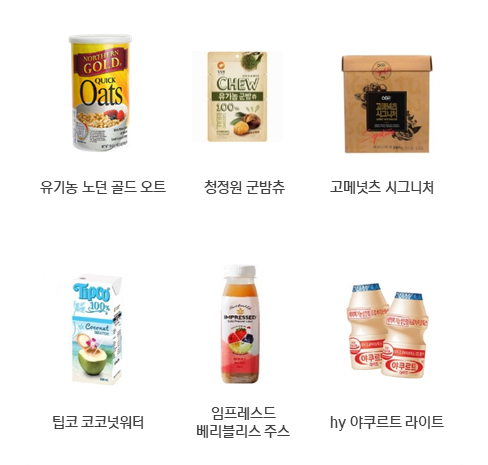 NORTHERN
GOLD
QUICK
Oats
CHEW
유기농 군밤츄
100%
고메넛츠
시그니처
유기농 노던 골드 오트
청정원 군밤츄
고메넛츠 시그니처
Tipco
100%
Coconut
IMPRESSED
야쿠르트
야쿠르트
팁코 코코넛워터
임프레스드
베리블리스 주스
hy 야쿠르트 라이트